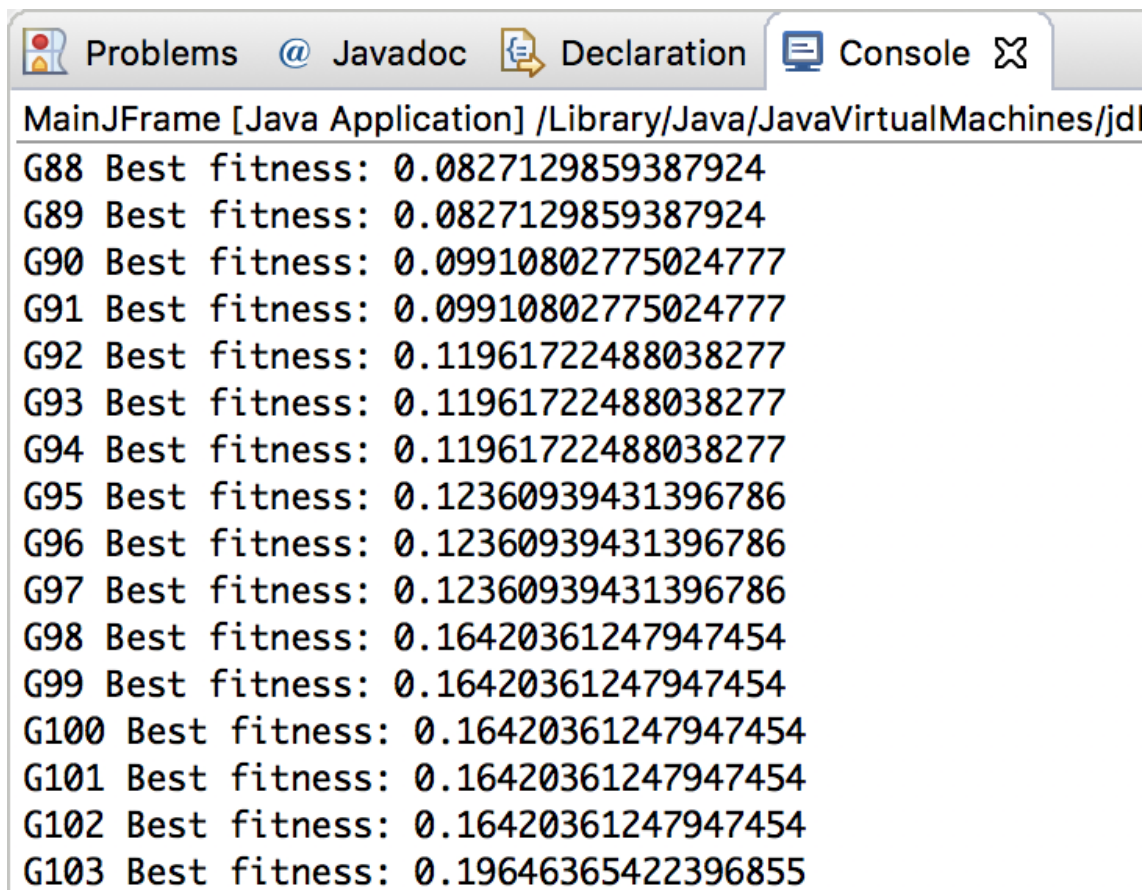 Problems @ Javadoc Declaration Console
MainJFrame [Java Application] /Library/Java/JavaVirtualMachines/jd
G88 Best fitness: 0.0827129859387924
G89 Best fitness: 0.0827129859387924
G90 Best fitness: 0.09910802775024777
G91 Best fitness: 0.09910802775024777
G92 Best fitness: 0.11961722488038277
G93 Best fitness: 0.11961722488038277
G94 Best fitness: 0.11961722488038277
G95 Best fitness: 0.12360939431396786
G96 Best fitness: 0.12360939431396786
G97 Best fitness: 0.12360939431396786
G98 Best fitness: 0.16420361247947454
G99 Best fitness: 0.16420361247947454
G100 Best fitness: 0.16420361247947454
G101 Best fitness: 0.16420361247947454
G102 Best fitness: 0.16420361247947454
G103 Best fitness: 0.19646365422396855